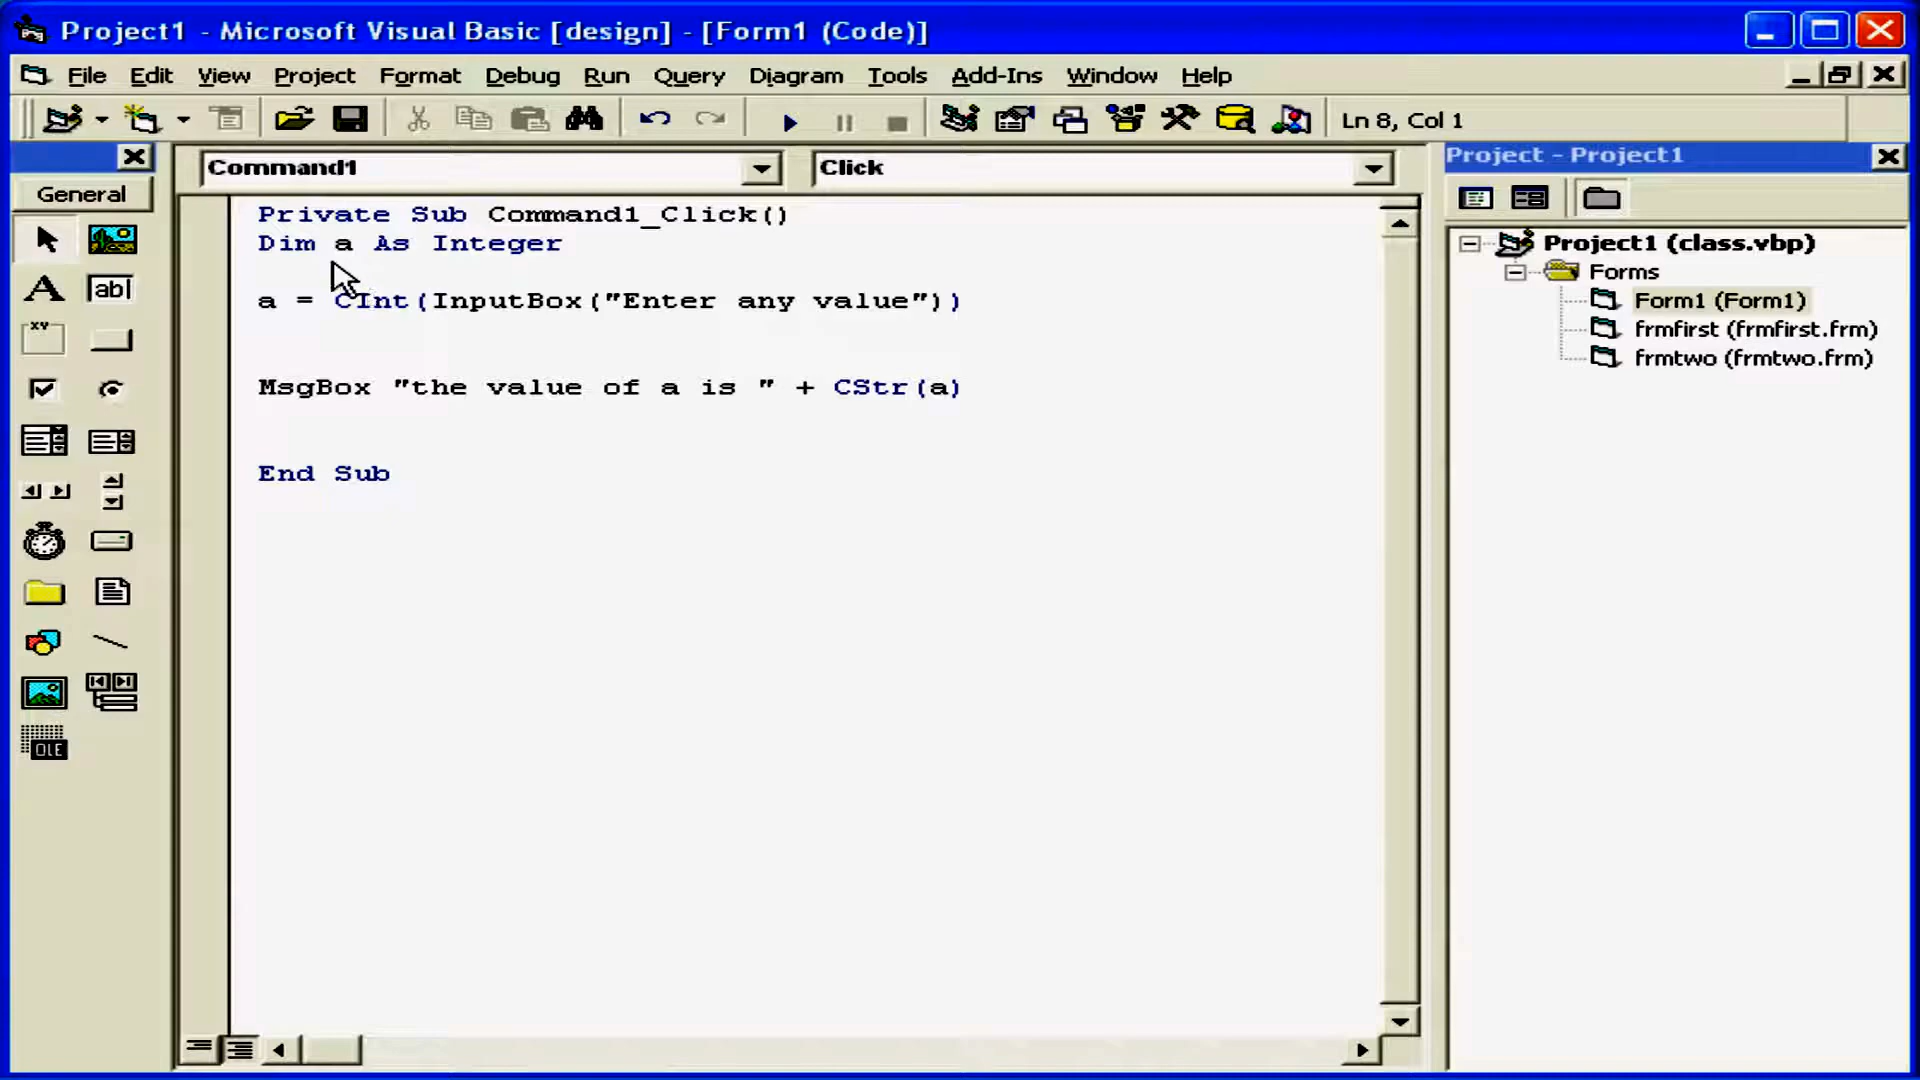 Project1 - Microsoft Visual Basic [design] - [Form1 (Code)]
File Edit View Project Format Debug Run Query Diagram Tools Add-Ins Window Help
Ln 8, Col 1
General
Command1
Click
Private Sub Command1_Click()
Dim a As Integer
a = CInt(InputBox("Enter any value"))
MsgBox "the value of a is " + CStr(a)
End Sub
A
abl
XY
OLE
Project - Project1
Project1 (class.vbp)
Forms
Form1 (Form1)
frmfirst (frmfirst.frm)
frmtwo (frmtwo.frm)